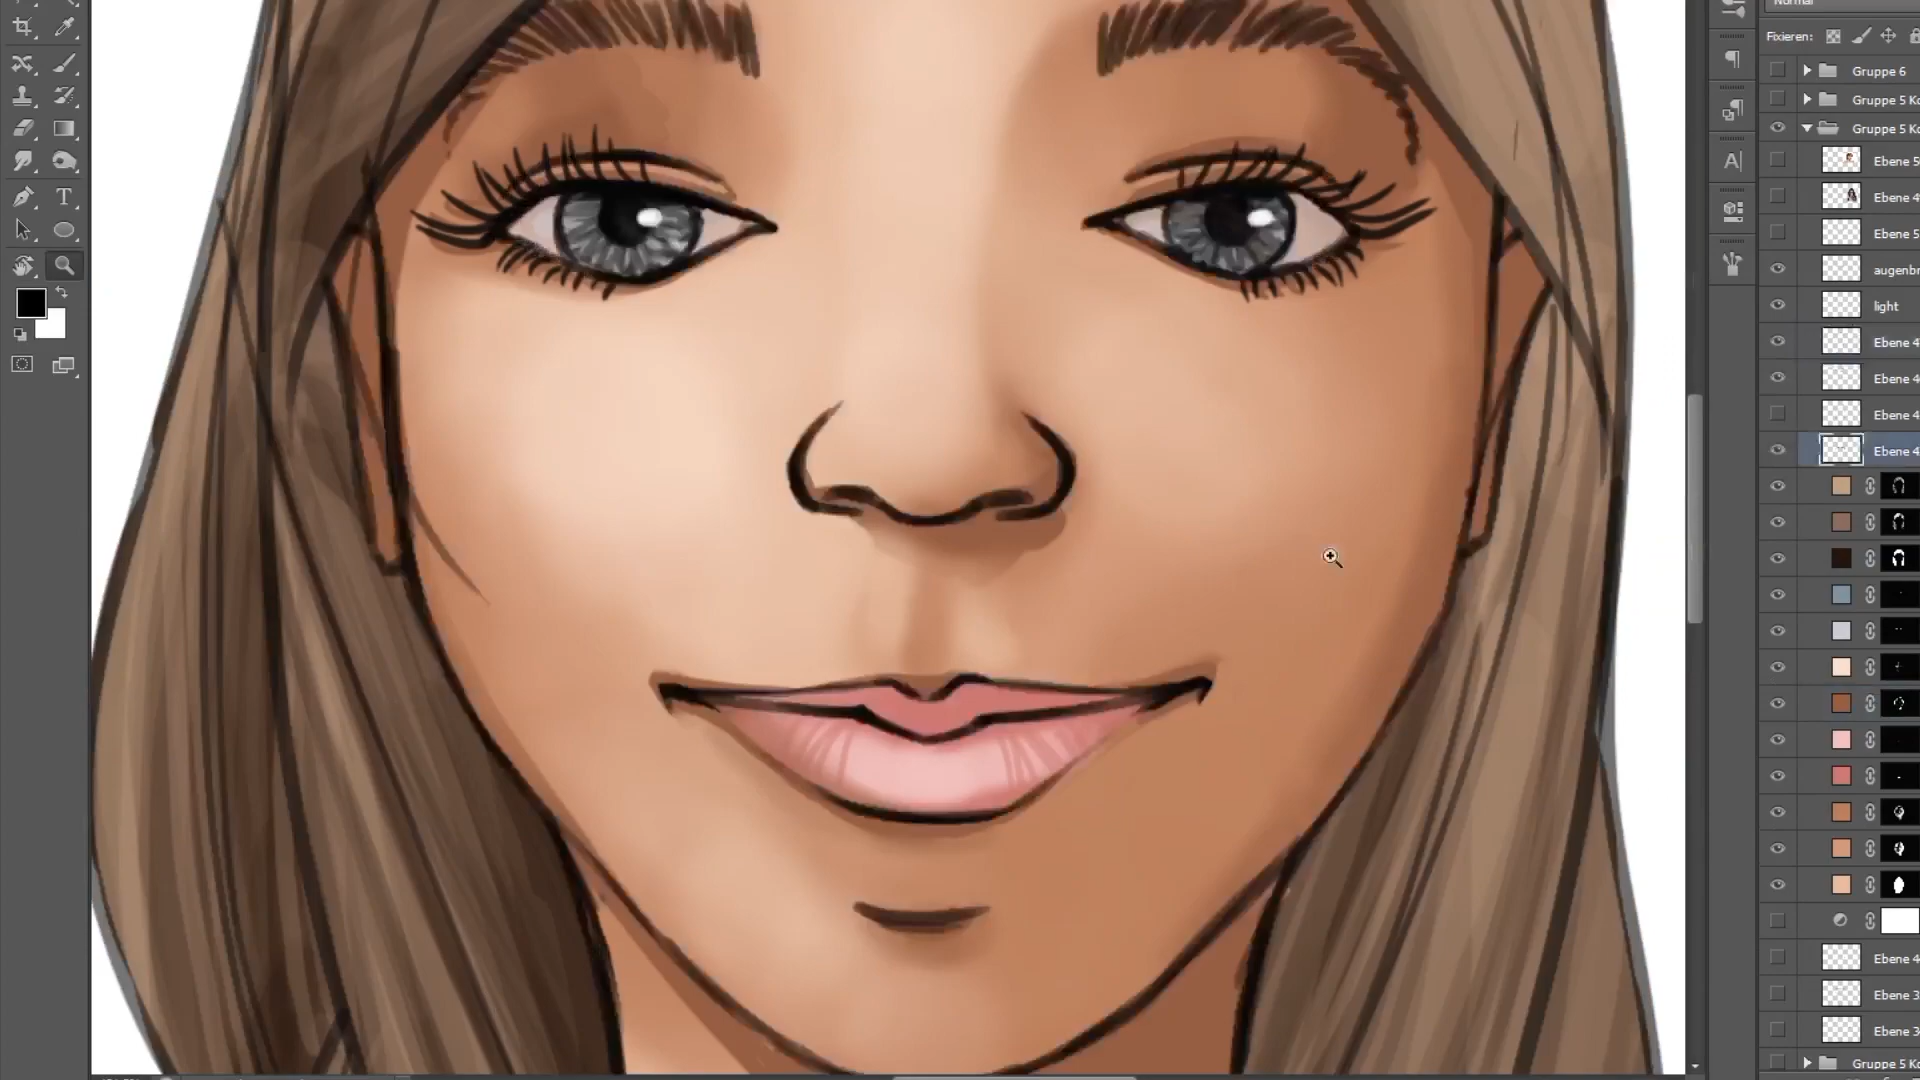 Normal
Fixieren:
Gruppe 6
Gruppe 5 Ko
Gruppe 5 Ko
Ebene 5
Ebene 4
Ebene 5
augenbr
light
Ebene 4
Ebene 4
Ebene 4
Ebene 4
Ebene 4
Ebene 3
Ebene 3
Gruppe 5 Ko